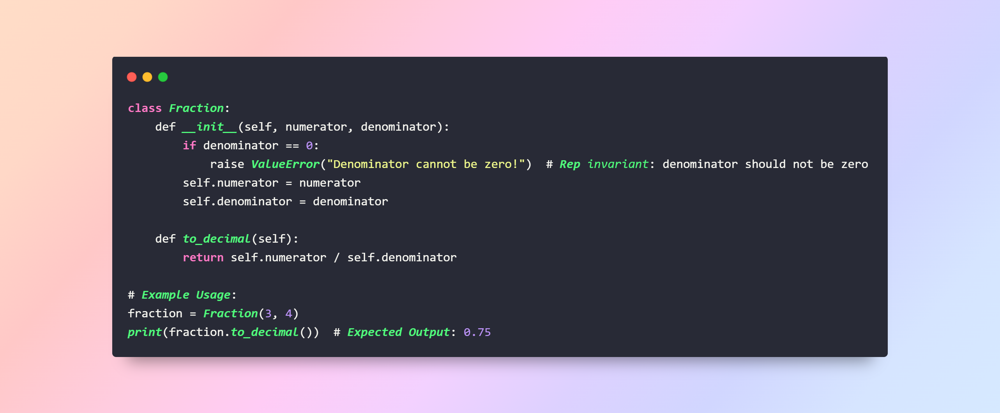 class Fraction:
    def __init__(self, numerator, denominator):
        if denominator == 0:
            raise ValueError("Denominator cannot be zero!")  # Rep invariant: denominator should not be zero
        self.numerator = numerator
        self.denominator = denominator

    def to_decimal(self):
        return self.numerator / self.denominator

# Example Usage:
fraction = Fraction(3, 4)
print(fraction.to_decimal())  # Expected Output: 0.75